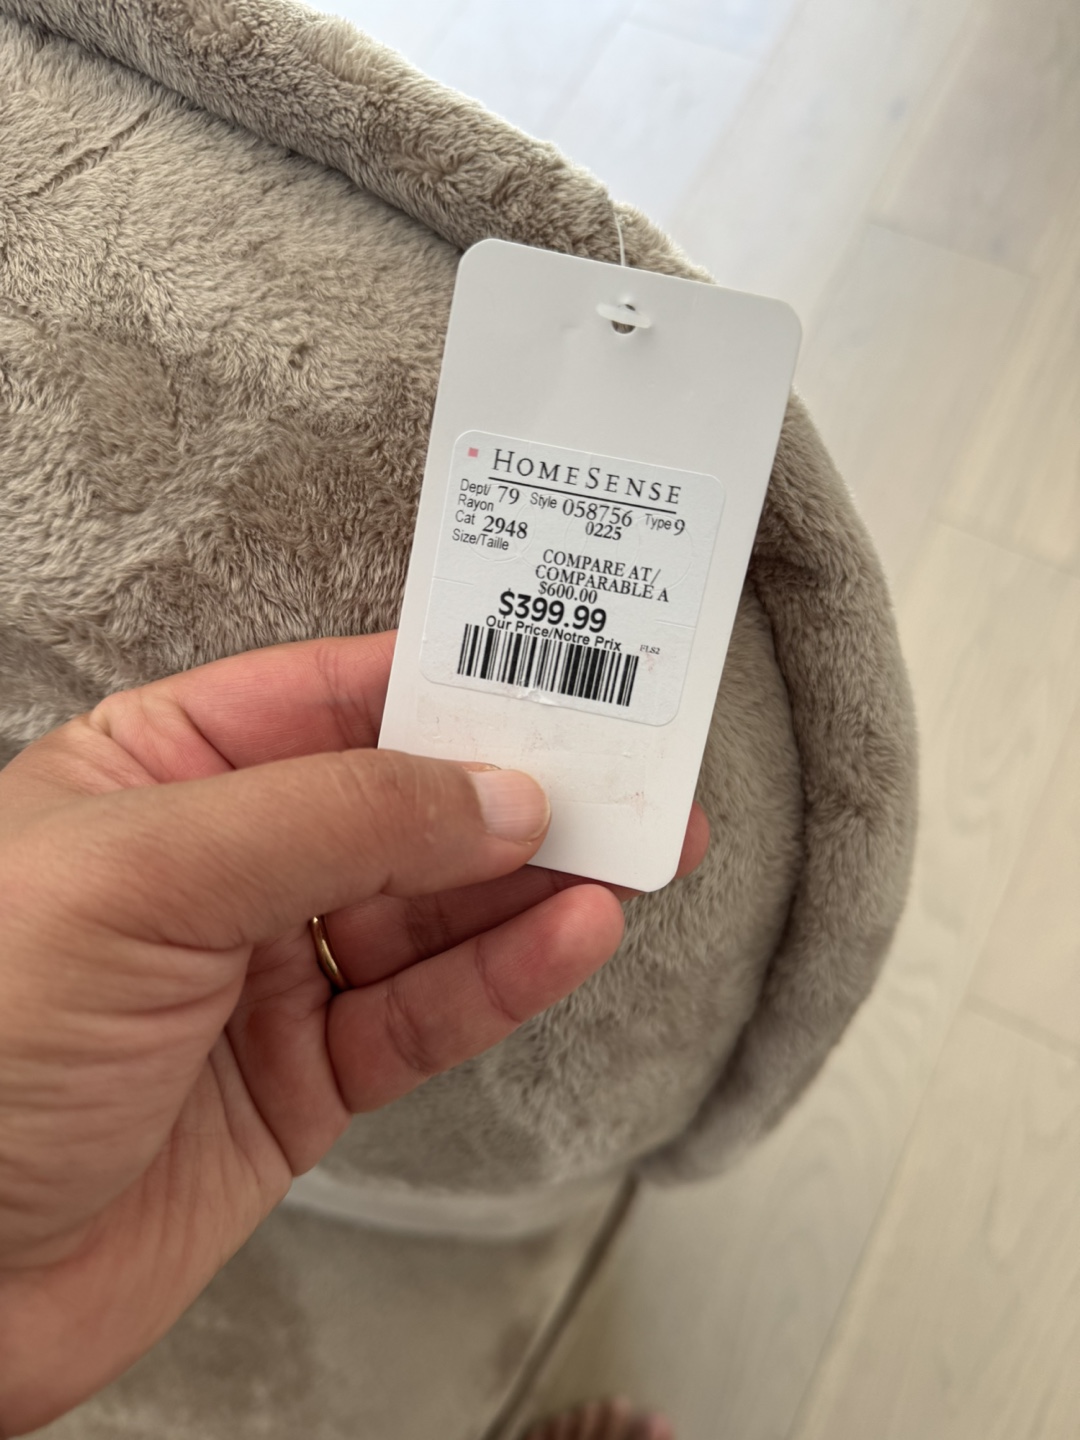 HOMESENSE
Dept/ Rayon 79 Style 058756 Type 9
0225
Cat 2948
Size/Taille
COMPARE AT/
COMPARABLE A
$600.00
$399.99
Our Price/Notre Prix
FLS2